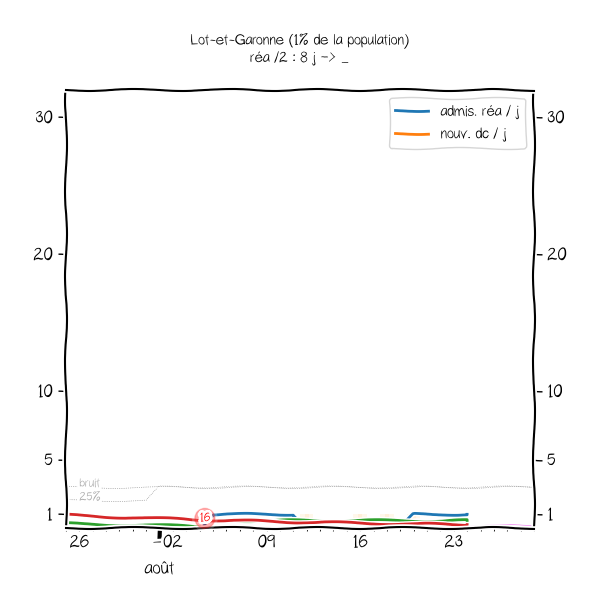 Lot-et-Garonne (1% de la population)
réa /2 : 8 j -> _
admis. réa / j
nouv. dc / j
30 30
20 20
10 10
5 5
bruit
25%
16
1 1
26 02 09 16 23
août